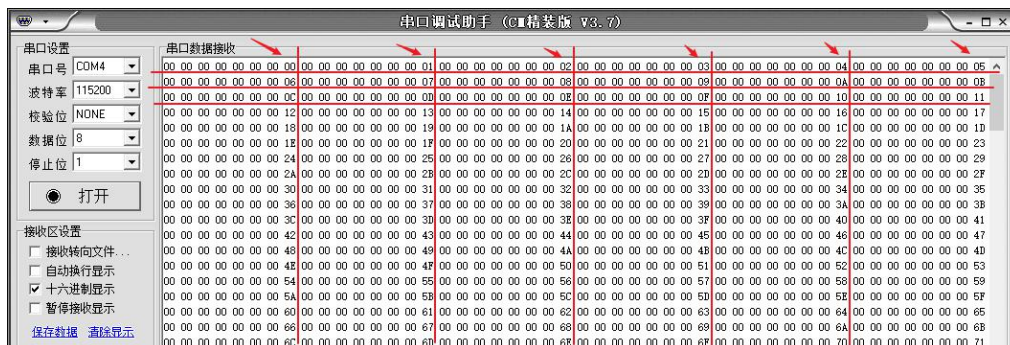 串口调试助手 (CM精装版 V3.7)
串口设置
串口号 COM4
波特率 115200
校验位 NONE
数据位 8
停止位 1
打开
接收区设置
接收转向文件...
自动换行显示
十六进制显示
暂停接收显示
保存数据 清除显示
串口数据接收
00 00 00 00 00 00 00 00 00 00 00 00 00 00 00 01 00 00 00 00 00 00 00 02 00 00 00 00 00 00 00 03 00 00 00 00 00 00 00 04 00 00 00 00 00 00 00 05
00 00 00 00 00 00 00 06 00 00 00 00 00 00 00 07 00 00 00 00 00 00 00 08 00 00 00 00 00 00 00 09 00 00 00 00 00 00 00 0A 00 00 00 00 00 00 00 0B
00 00 00 00 00 00 00 0C 00 00 00 00 00 00 00 0D 00 00 00 00 00 00 00 0E 00 00 00 00 00 00 00 0F 00 00 00 00 00 00 00 10 00 00 00 00 00 00 00 11
00 00 00 00 00 00 00 12 00 00 00 00 00 00 00 13 00 00 00 00 00 00 00 14 00 00 00 00 00 00 00 15 00 00 00 00 00 00 00 16 00 00 00 00 00 00 00 17
00 00 00 00 00 00 00 18 00 00 00 00 00 00 00 19 00 00 00 00 00 00 00 1A 00 00 00 00 00 00 00 1B 00 00 00 00 00 00 00 1C 00 00 00 00 00 00 00 1D
00 00 00 00 00 00 00 1E 00 00 00 00 00 00 00 1F 00 00 00 00 00 00 00 20 00 00 00 00 00 00 00 21 00 00 00 00 00 00 00 22 00 00 00 00 00 00 00 23
00 00 00 00 00 00 00 24 00 00 00 00 00 00 00 25 00 00 00 00 00 00 00 26 00 00 00 00 00 00 00 27 00 00 00 00 00 00 00 28 00 00 00 00 00 00 00 29
00 00 00 00 00 00 00 2A 00 00 00 00 00 00 00 2B 00 00 00 00 00 00 00 2C 00 00 00 00 00 00 00 2D 00 00 00 00 00 00 00 2E 00 00 00 00 00 00 00 2F
00 00 00 00 00 00 00 30 00 00 00 00 00 00 00 31 00 00 00 00 00 00 00 32 00 00 00 00 00 00 00 33 00 00 00 00 00 00 00 34 00 00 00 00 00 00 00 35
00 00 00 00 00 00 00 36 00 00 00 00 00 00 00 37 00 00 00 00 00 00 00 38 00 00 00 00 00 00 00 39 00 00 00 00 00 00 00 3A 00 00 00 00 00 00 00 3B
00 00 00 00 00 00 00 3C 00 00 00 00 00 00 00 3D 00 00 00 00 00 00 00 3E 00 00 00 00 00 00 00 3F 00 00 00 00 00 00 00 40 00 00 00 00 00 00 00 41
00 00 00 00 00 00 00 42 00 00 00 00 00 00 00 43 00 00 00 00 00 00 00 44 00 00 00 00 00 00 00 45 00 00 00 00 00 00 00 46 00 00 00 00 00 00 00 47
00 00 00 00 00 00 00 48 00 00 00 00 00 00 00 49 00 00 00 00 00 00 00 4A 00 00 00 00 00 00 00 4B 00 00 00 00 00 00 00 4C 00 00 00 00 00 00 00 4D
00 00 00 00 00 00 00 4E 00 00 00 00 00 00 00 4F 00 00 00 00 00 00 00 50 00 00 00 00 00 00 00 51 00 00 00 00 00 00 00 52 00 00 00 00 00 00 00 53
00 00 00 00 00 00 00 54 00 00 00 00 00 00 00 55 00 00 00 00 00 00 00 56 00 00 00 00 00 00 00 57 00 00 00 00 00 00 00 58 00 00 00 00 00 00 00 59
00 00 00 00 00 00 00 5A 00 00 00 00 00 00 00 5B 00 00 00 00 00 00 00 5C 00 00 00 00 00 00 00 5D 00 00 00 00 00 00 00 5E 00 00 00 00 00 00 00 5F
00 00 00 00 00 00 00 60 00 00 00 00 00 00 00 61 00 00 00 00 00 00 00 62 00 00 00 00 00 00 00 63 00 00 00 00 00 00 00 64 00 00 00 00 00 00 00 65
00 00 00 00 00 00 00 66 00 00 00 00 00 00 00 67 00 00 00 00 00 00 00 68 00 00 00 00 00 00 00 69 00 00 00 00 00 00 00 6A 00 00 00 00 00 00 00 6B
00 00 00 00 00 00 00 6C 00 00 00 00 00 00 00 6D 00 00 00 00 00 00 00 6E 00 00 00 00 00 00 00 6F 00 00 00 00 00 00 00 70 00 00 00 00 00 00 00 71